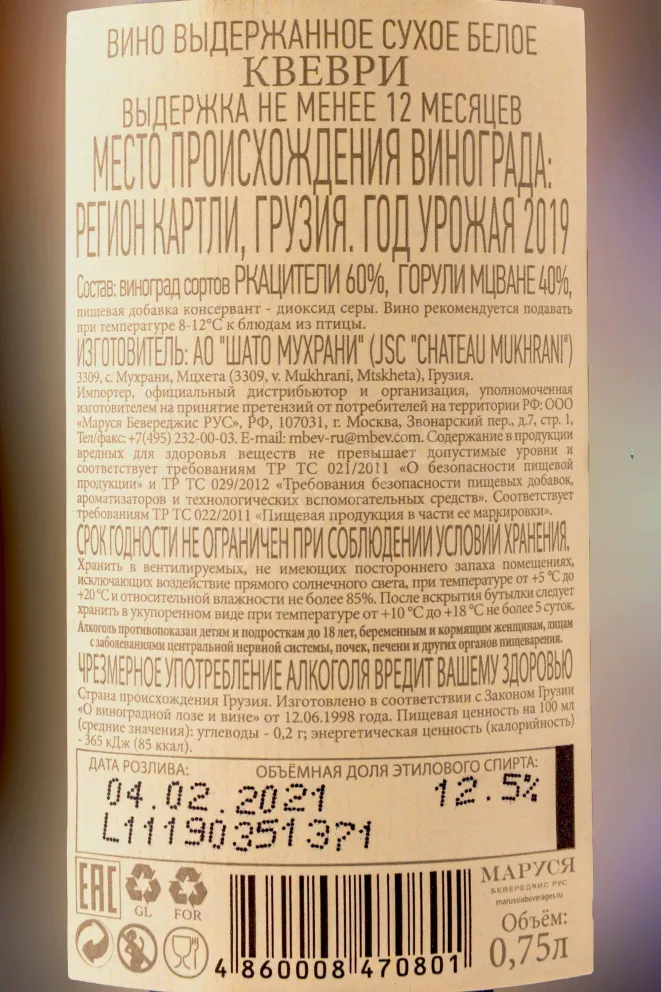 ВИНО ВЫДЕРЖАННОЕ СУХОЕ БЕЛОЕ
КВЕВРИ
ВЫДЕРЖКА НЕ МЕНЕЕ 12 МЕСЯЦЕВ
МЕСТО ПРОИСХОЖДЕНИЯ ВИНОГРАДА:
РЕГИОН КАРТЛИ, ГРУЗИЯ. ГОД УРОЖАЯ 2019
Состав: виноград сортов РКАЦИТЕЛИ 60%, ГОРУЛИ МЦВАНЕ 40%,
пищевая добавка консервант - диоксид серы. Вино рекомендуется подавать
при температуре 8-12°С к блюдам из птицы.
ИЗГОТОВИТЕЛЬ: АО "ШАТО МУХРАНИ" (JSC "CHATEAU MUKHRANI")
3309, с. Мухрани, Мцхета (3309, v. Mukhrani, Mtskheta), Грузия.
Импортер, официальный дистрибьютор и организация, уполномоченная
изготовителем на принятие претензий от потребителей на территории РФ: ООО
«Маруся Бевереджис РУС», РФ, 107031, г. Москва, Звонарский пер., д.7, стр. 1,
Тел/факс: +7(495) 232-00-03. E-mail: mbev-ru@mbev.com. Содержание в продукции
вредных для здоровья веществ не превышает допустимые уровни и
соответствует требованиям ТР ТС 021/2011 «О безопасности пищевой
продукции» и ТР ТС 029/2012 «Требования безопасности пищевых добавок,
ароматизаторов и технологических вспомогательных средств». Соответствует
требованиям ТР ТС 022/2011 «Пищевая продукция в части ее маркировки».
СРОК ГОДНОСТИ НЕ ОГРАНИЧЕН ПРИ СОБЛЮДЕНИИ УСЛОВИЙ ХРАНЕНИЯ.
Хранить в вентилируемых, не имеющих постороннего запаха помещениях,
исключающих воздействие прямого солнечного света, при температуре от +5 °С до
+20 °С и относительной влажности не более 85%. После вскрытия бутылки следует
хранить в укупоренном виде при температуре от +10 °С до +18 °С не более 5 суток.
Алкоголь противопоказан детям и подросткам до 18 лет, беременным и кормящим женщинам, лицам
с заболеваниями центральной нервной системы, почек, печени и других органов пищеварения.
ЧРЕЗМЕРНОЕ УПОТРЕБЛЕНИЕ АЛКОГОЛЯ ВРЕДИТ ВАШЕМУ ЗДОРОВЬЮ
Страна происхождения Грузия. Изготовлено в соответствии с Законом Грузии
«О виноградной лозе и вине» от 12.06.1998 года. Пищевая ценность на 100 мл
(средние значения): углеводы - 0,2 г; энергетическая ценность (калорийность)
- 365 кДж (85 ккал).
ДАТА РОЗЛИВА: ОБЪЁМНАЯ ДОЛЯ ЭТИЛОВОГО СПИРТА:
04.02.2021 12.5%
L11190351371
EAC
GL FOR
МАРУСЯ
БЕВЕРЕДЖИС РУС
marussiabeverages.ru
Объём:
0,75л
4 860008 470801